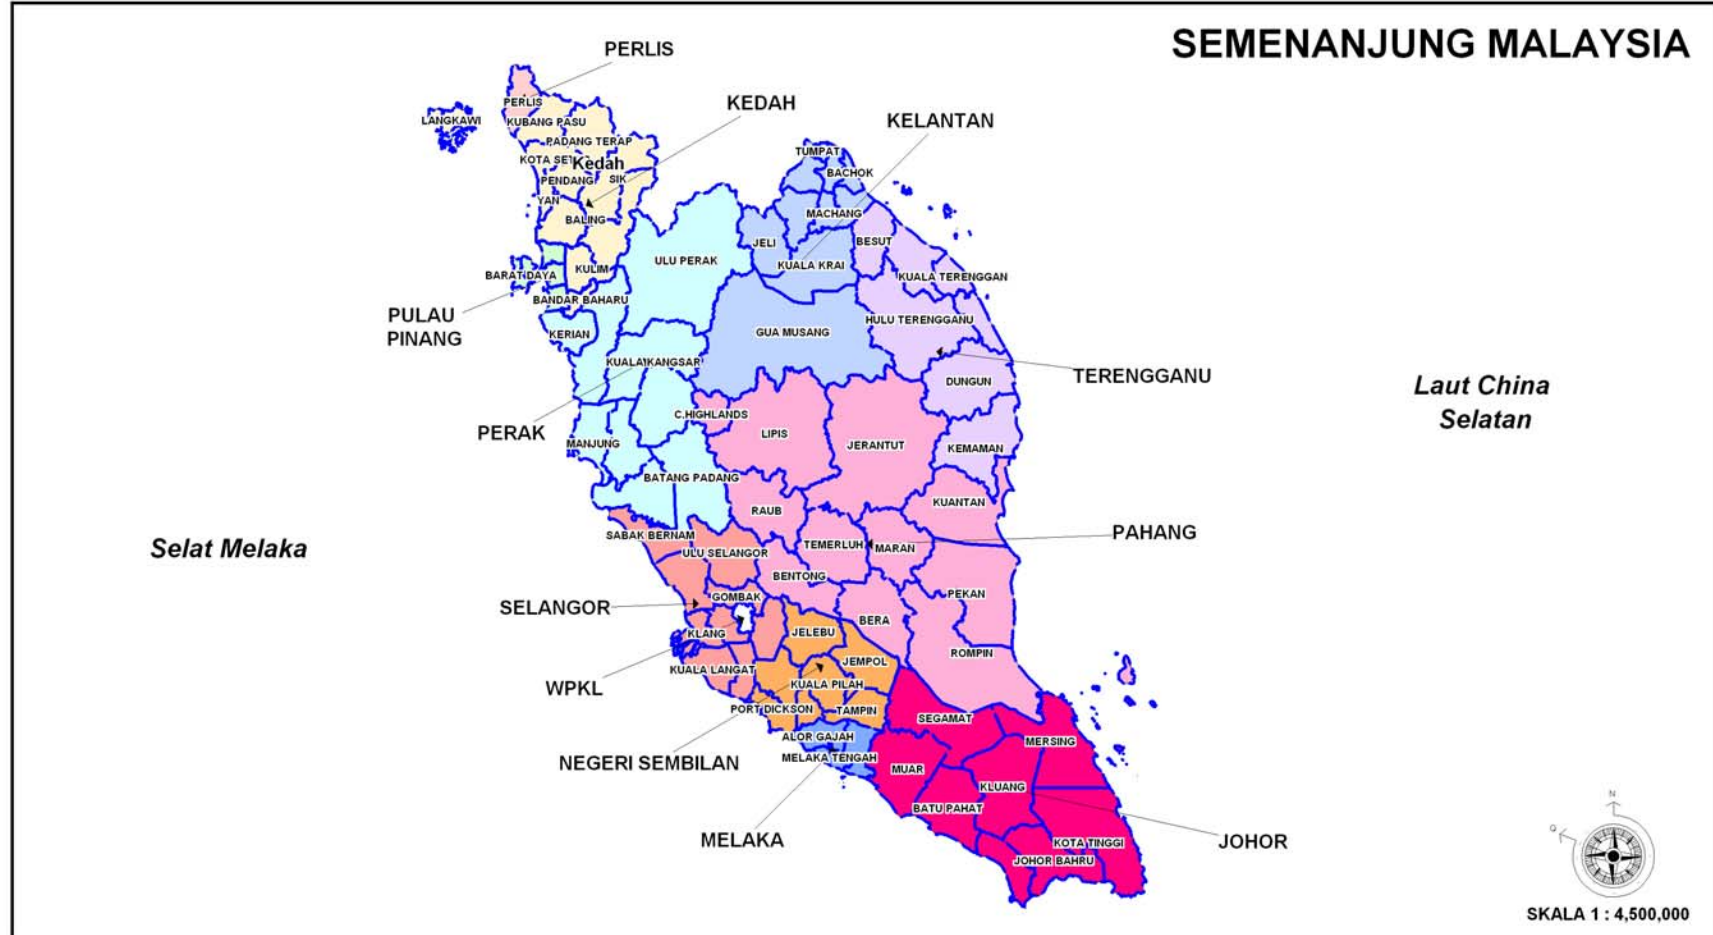 SEMENANJUNG MALAYSIA
PERLIS
KEDAH
KELANTAN
PERLIS
LANGKAWI
KUBANG PASU
PADANG TERAP
KOTA SET
Kedah
PENDANG
SIK
YAN
BALING
TUMPAT
BACHOK
MACHANG
JELI
KUALA KRAI
BESUT
KUALA TERENGGAN
ULU PERAK
BARAT DAYA
KULIM
BANDAR BAHARU
PULAU
PINANG
KERIAN
GUA MUSANG
HULU TERENGGANU
KUALA KANGSAR
TERENGGANU
DUNGUN
Laut China
Selatan
C.HIGHLANDS
PERAK
LIPIS
JERANTUT
MANJUNG
KEMAMAN
BATANG PADANG
KUANTAN
RAUB
SABAK BERNAM
PAHANG
Selat Melaka
ULU SELANGOR
TEMERLUH
MARAN
BENTONG
SELANGOR
GOMBAK
PEKAN
KLANG
JELEBU
BERA
KUALA LANGAT
JEMPOL
ROMPIN
WPKL
KUALA PILAH
PORT DICKSON
TAMPIN
SEGAMAT
ALOR GAJAH
MERSING
NEGERI SEMBILAN
MELAKA TENGAH
MUAR
KLUANG
BATU PAHAT
MELAKA
KOTA TINGGI
JOHOR
JOHOR BAHRU
N
SKALA 1 : 4,500,000